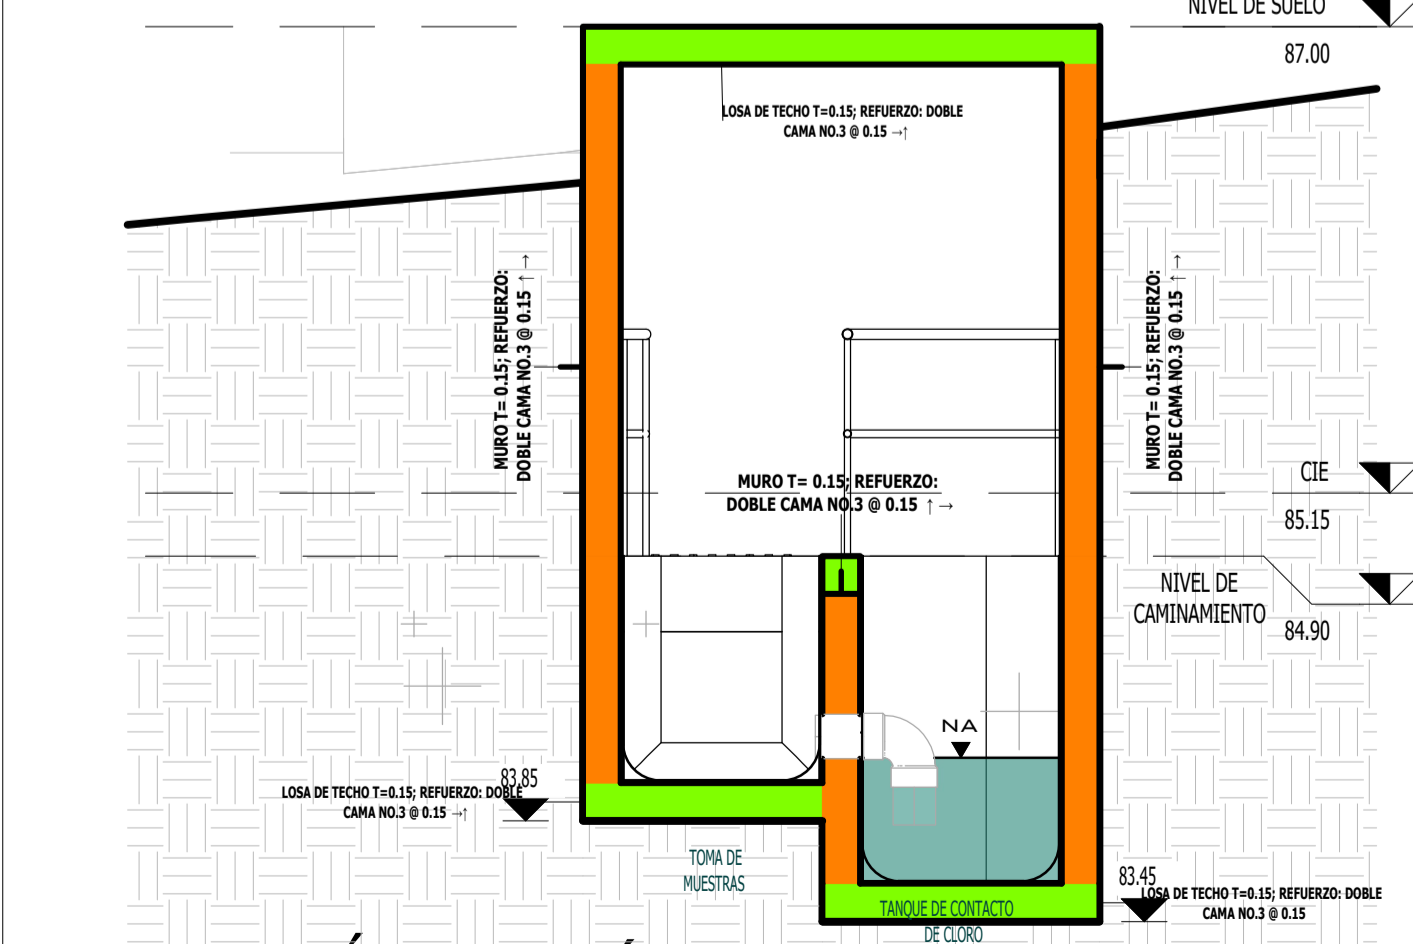 NIVEL DE SUELO
87.00
LOSA DE TECHO T=0.15; REFUERZO: DOBLE
CAMA NO.3 @ 0.15 →↑
MURO T= 0.15; REFUERZO:
DOBLE CAMA NO.3 @ 0.15 ↑ →
MURO T= 0.15; REFUERZO:
DOBLE CAMA NO.3 @ 0.15 ↑ →
MURO T= 0.15; REFUERZO:
DOBLE CAMA NO.3 @ 0.15 ↑ →
CIE
85.15
NIVEL DE
CAMINAMIENTO
84.90
NA
83.85
LOSA DE TECHO T=0.15; REFUERZO: DOBLE
CAMA NO.3 @ 0.15 →↑
TOMA DE
MUESTRAS
83.45
LOSA DE TECHO T=0.15; REFUERZO: DOBLE
CAMA NO.3 @ 0.15
TANQUE DE CONTACTO
DE CLORO